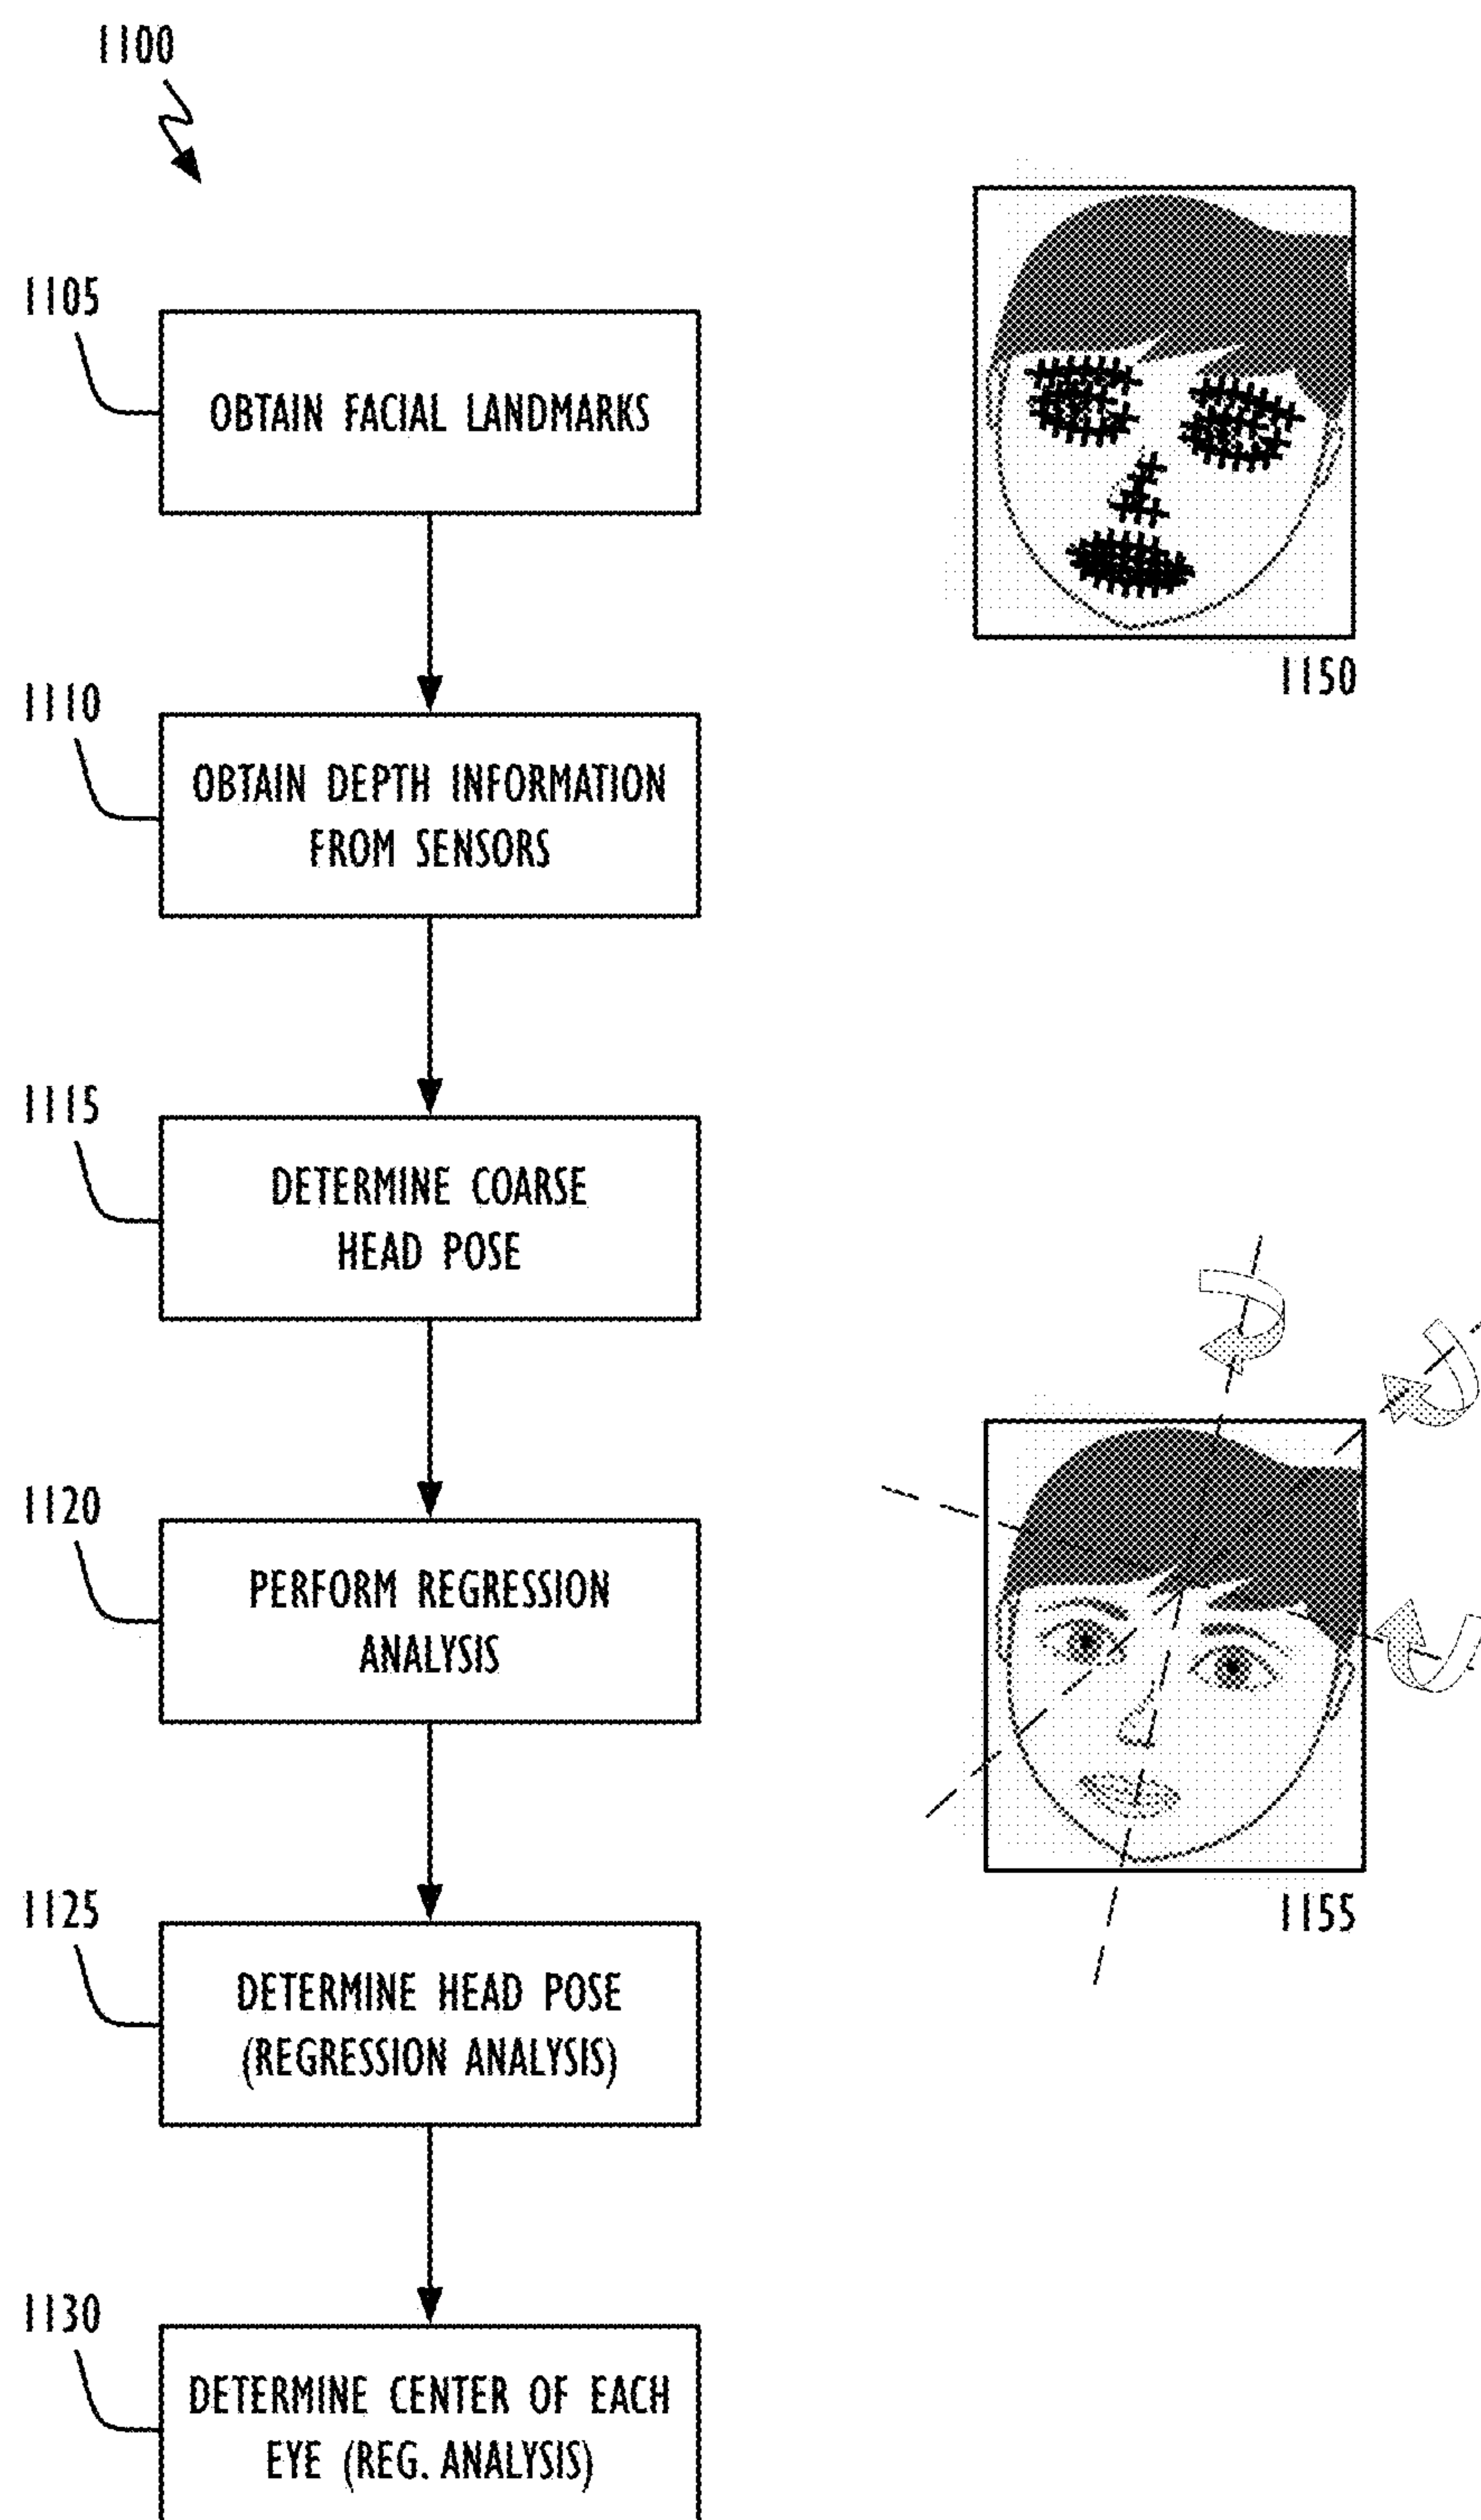 1100
1105
OBTAIN FACIAL LANDMARKS
1150
1110
OBTAIN DEPTH INFORMATION
FROM SENSORS
1115
DETERMINE COARSE
HEAD POSE
1120
PERFORM REGRESSION
ANALYSIS
1125
DETERMINE HEAD POSE
(REGRESSION ANALYSIS)
1155
1130
DETERMINE CENTER OF EACH
EYE (REG. ANALYSIS)